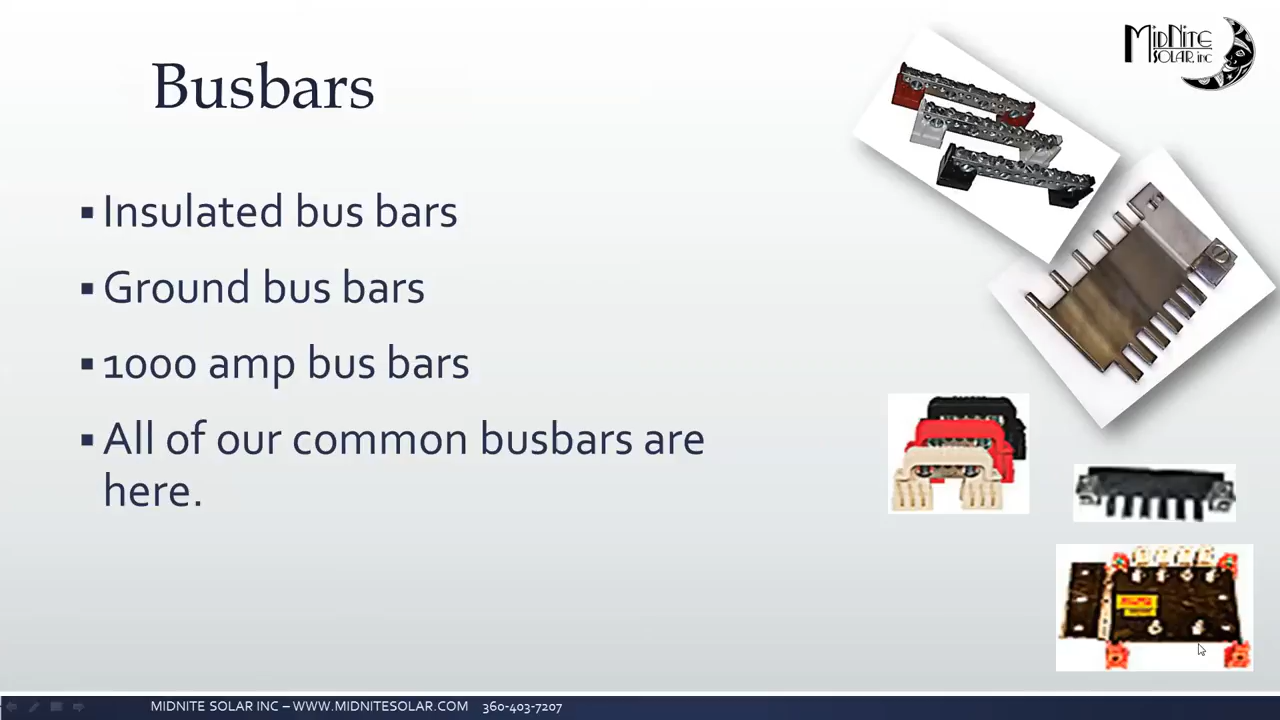 MIDNITE
SOLAR, inc
Busbars
Insulated bus bars
Ground bus bars
1000 amp bus bars
All of our common busbars are
here.
MIDNITE SOLAR INC – WWW.MIDNITESOLAR.COM 360-403-7207